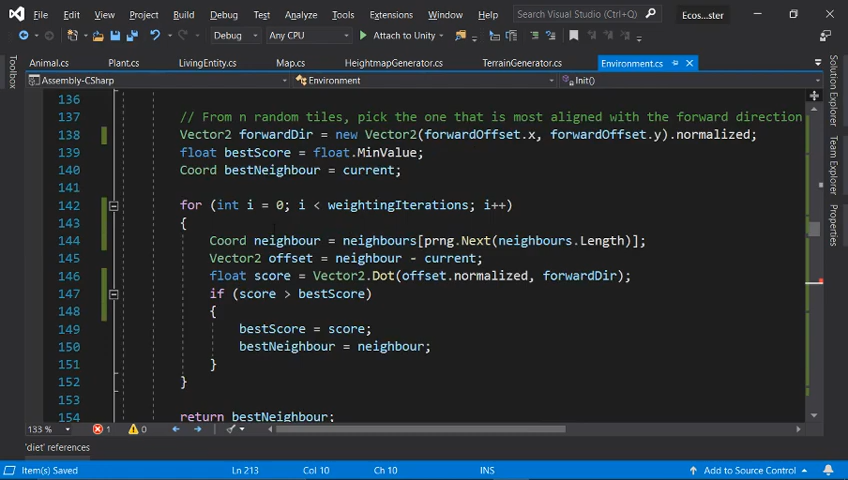 File Edit View Project Build Debug Test Analyze Tools Extensions Window Help Search Visual Studio (Ctrl+Q) Ecos...ster
Debug Any CPU Attach to Unity
Toolbox
Animal.cs Plant.cs LivingEntity.cs Map.cs HeightmapGenerator.cs TerrainGenerator.cs Environment.cs
Assembly-CSharp Environment Init()
136
137 // From n random tiles, pick the one that is most aligned with the forward direction
138 Vector2 forwardDir = new Vector2(forwardOffset.x, forwardOffset.y).normalized;
139 float bestScore = float.MinValue;
140 Coord bestNeighbour = current;
141
142 for (int i = 0; i < weightingIterations; i++)
143 {
144 Coord neighbour = neighbours[prng.Next(neighbours.Length)];
145 Vector2 offset = neighbour - current;
146 float score = Vector2.Dot(offset.normalized, forwardDir);
147 if (score > bestScore)
148 {
149 bestScore = score;
150 bestNeighbour = neighbour;
151 }
152 }
153
154 return bestNeighbour;
133 % 1 0
'diet' references
Item(s) Saved Ln 213 Col 10 Ch 10 INS Add to Source Control
Solution Explorer
Team Explorer
Properties